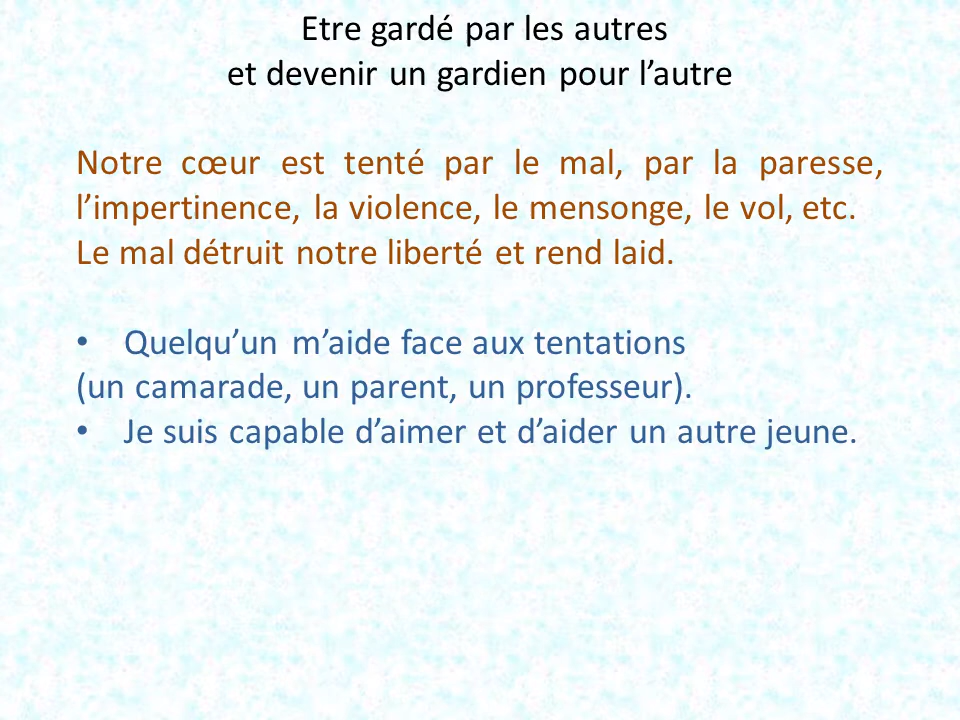 Etre gardé par les autres
et devenir un gardien pour l’autre
Notre cœur est tenté par le mal, par la paresse,
l’impertinence, la violence, le mensonge, le vol, etc.
Le mal détruit notre liberté et rend laid.
• Quelqu’un m’aide face aux tentations
(un camarade, un parent, un professeur).
• Je suis capable d’aimer et d’aider un autre jeune.